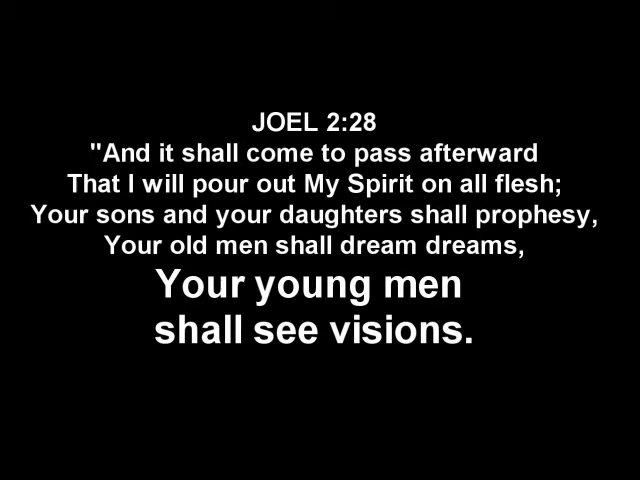 JOEL 2:28
"And it shall come to pass afterward
That I will pour out My Spirit on all flesh;
Your sons and your daughters shall prophesy,
Your old men shall dream dreams,
Your young men
shall see visions.